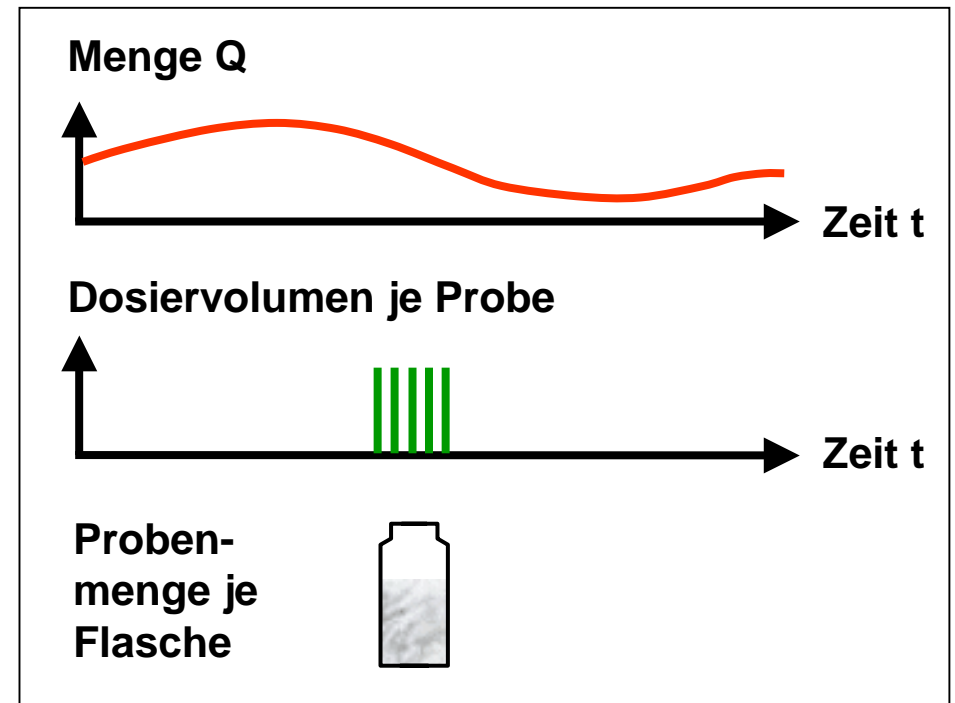 Menge Q
Zeit t
Dosiervolumen je Probe
Zeit t
Proben-
menge je
Flasche